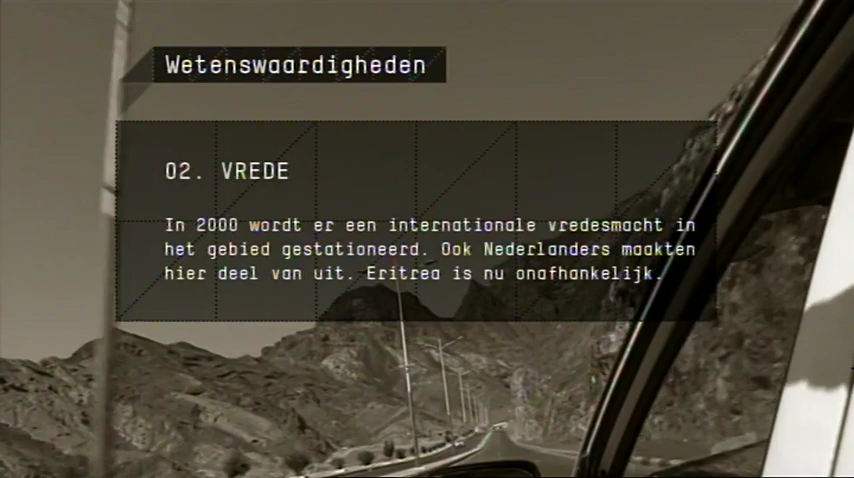 Wetenswaardigheden
02. VREDE
In 2000 wordt er een internationale vredesmacht in
het gebied gestationeerd. Ook Nederlanders maakten
hier deel van uit. Eritrea is nu onafhankelijk.